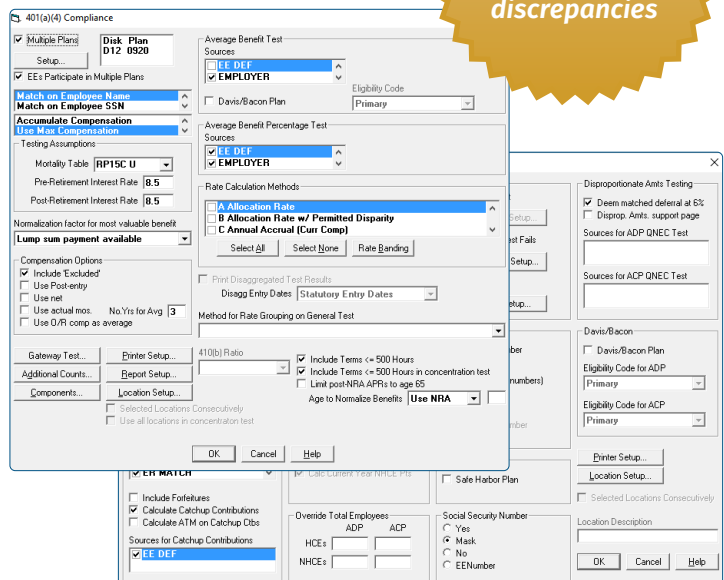 discrepancies
401(a)(4) Compliance
Multiple Plans
Disk Plan
D12 0920
Setup...
EEs Participate in Multiple Plans
Match on Employee Name
Match on Employee SSN
Accumulate Compensation
Use Max Compensation
Testing Assumptions
Mortality Table RP15C U
Pre-Retirement Interest Rate 8.5
Post-Retirement Interest Rate 8.5
Normalization factor for most valuable benefit
Lump sum payment available
Compensation Options
Include 'Excluded'
Use Post-entry
Use net
Use actual mos. No.Yrs for Avg 3
Use O/R comp as average
Gateway Test... Printer Setup...
Additional Counts... Report Setup...
Components... Location Setup...
Selected Locations Consecutively
Use all locations in concentraton test
Average Benefit Test
Sources
EE DEF
EMPLOYER
Davis/Bacon Plan
Eligibility Code
Primary
Average Benefit Percentage Test
Sources
EE DEF
EMPLOYER
Rate Calculation Methods
A Allocation Rate
B Allocation Rate w/ Permitted Disparity
C Annual Accrual (Curr Comp)
Select All Select None Rate Banding
Print Disaggregated Test Results
Disagg Entry Dates Statutory Entry Dates
Method for Rate Grouping on General Test
410(b) Ratio
Include Terms <= 500 Hours
Include Terms <= 500 Hours in concentration test
Limit post-NRA APRs to age 65
Age to Normalize Benefits Use NRA
OK Cancel Help
Setup...
est Fails
Setup...
etup...
ber
numbers)
mber
Disproportionate Amts Testing
Deem matched deferral at 6%
Disprop. Amts. support page
Sources for ADP QNEC Test
Sources for ACP QNEC Test
Davis/Bacon
Davis/Bacon Plan
Eligibility Code for ADP
Primary
Eligibility Code for ACP
Primary
Printer Setup...
Location Setup...
Selected Locations Consecutively
Location Description
OK Cancel Help
ER MATCH
Include Forfeitures
Calculate Catchup Contributions
Calculate ATM on Catchup Ctbs
Sources for Catchup Contributions
EE DEF
Calc Current Year NHCE Pts
Override Total Employees
ADP ACP
HCEs
NHCEs
Safe Harbor Plan
Social Security Number
Yes
Mask
No
EENumber